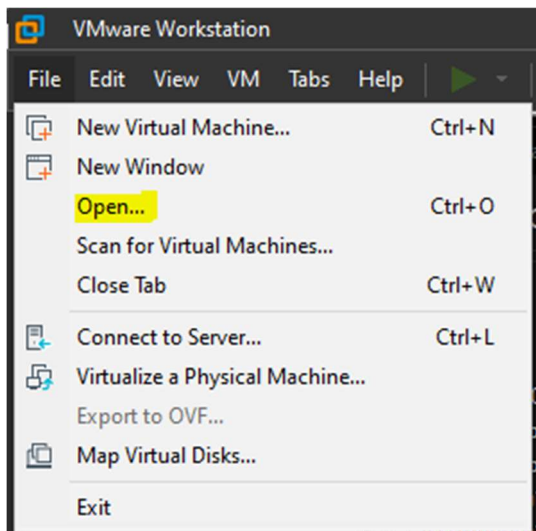 VMware Workstation
File Edit View VM Tabs Help
New Virtual Machine... Ctrl+N
New Window
Open... Ctrl+O
Scan for Virtual Machines...
Close Tab Ctrl+W
Connect to Server... Ctrl+L
Virtualize a Physical Machine...
Export to OVF...
Map Virtual Disks...
Exit